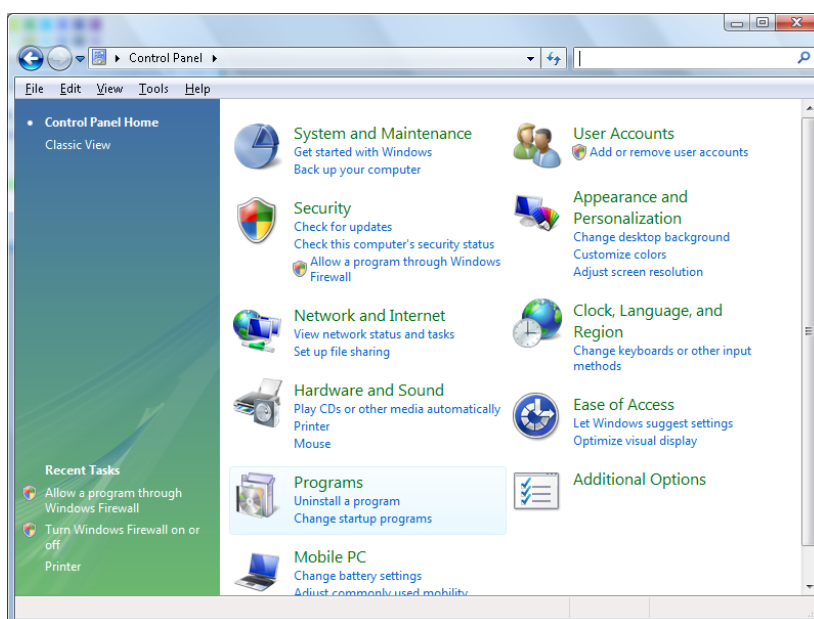 Control Panel
File Edit View Tools Help
Control Panel Home
Classic View
Recent Tasks
Allow a program through
Windows Firewall
Turn Windows Firewall on or
off
Printer
System and Maintenance
Get started with Windows
Back up your computer
Security
Check for updates
Check this computer's security status
Allow a program through Windows
Firewall
Network and Internet
View network status and tasks
Set up file sharing
Hardware and Sound
Play CDs or other media automatically
Printer
Mouse
Programs
Uninstall a program
Change startup programs
Mobile PC
Change battery settings
Adjust commonly used mobility
User Accounts
Add or remove user accounts
Appearance and
Personalization
Change desktop background
Customize colors
Adjust screen resolution
Clock, Language, and
Region
Change keyboards or other input
methods
Ease of Access
Let Windows suggest settings
Optimize visual display
Additional Options